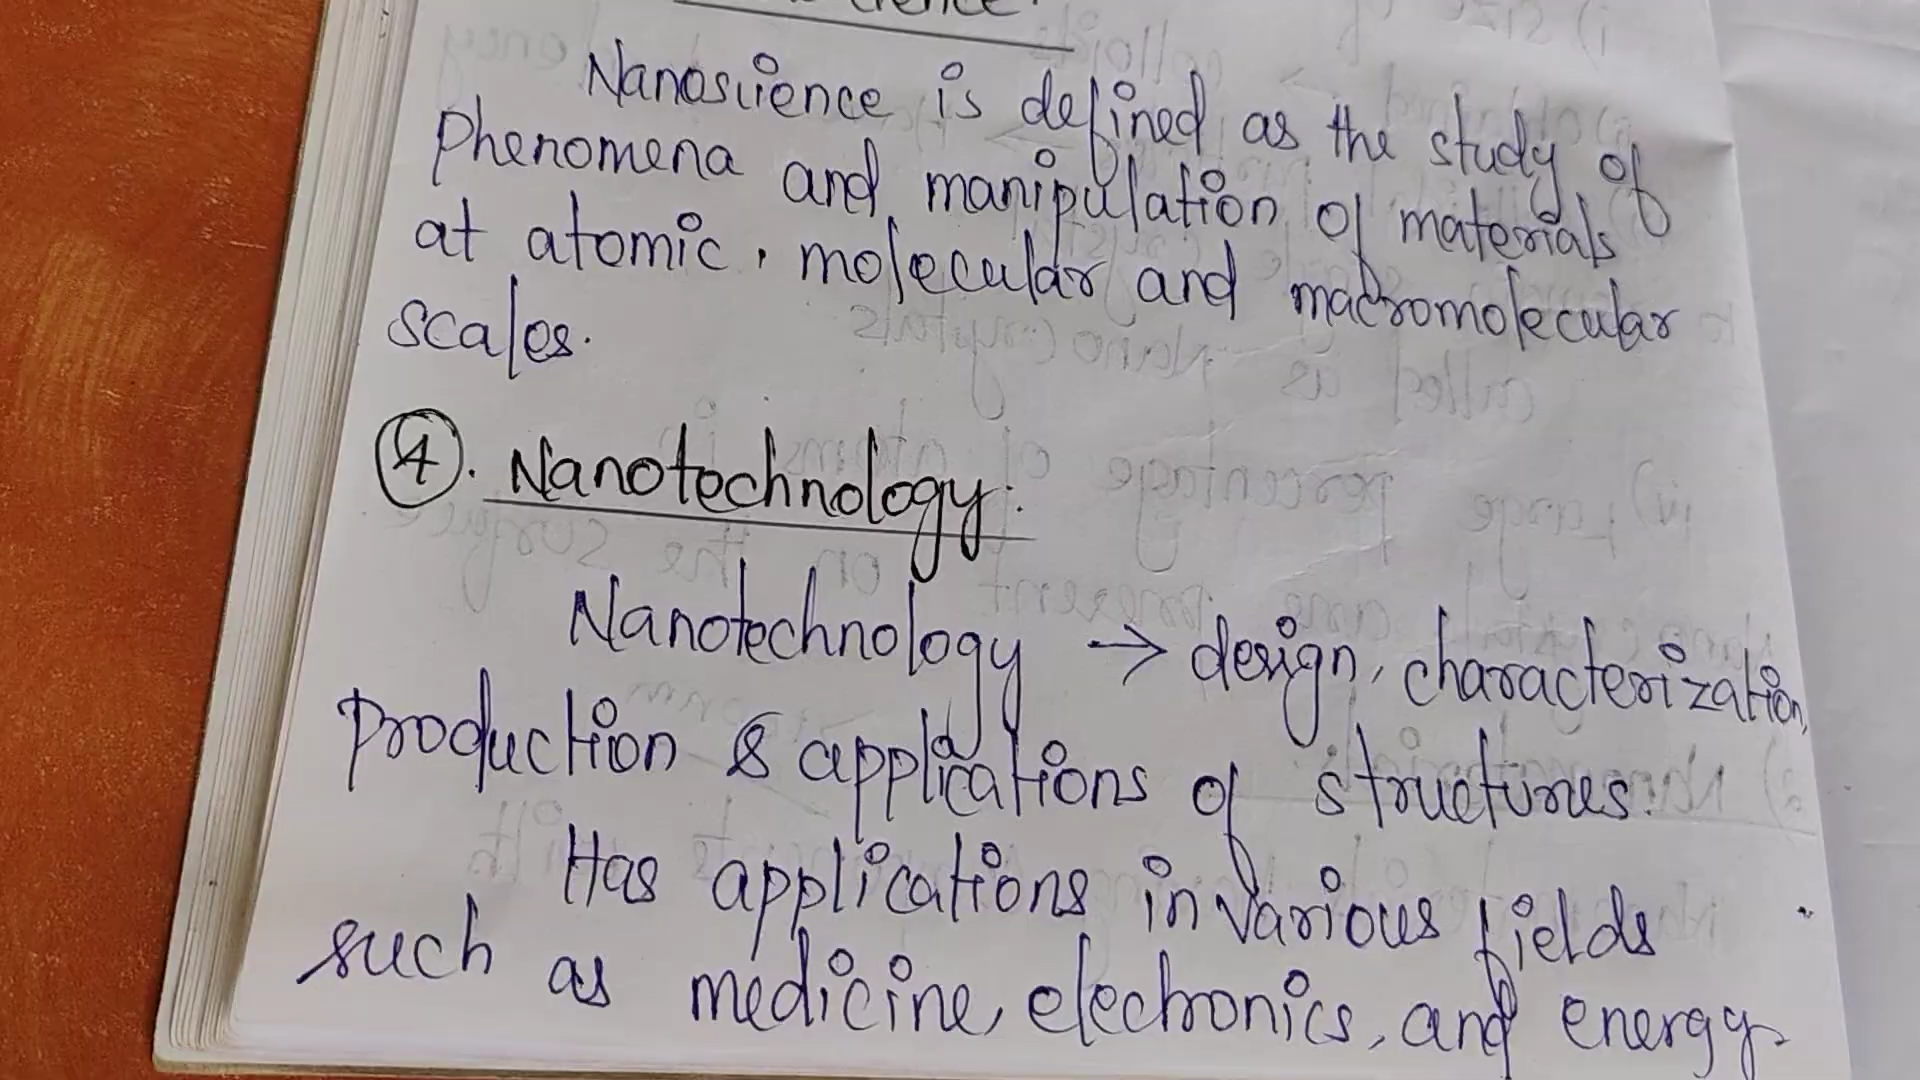 Nanoscience is defined as the study of
phenomena and manipulation of materials
at atomic, molecular and macromolecular
scales.
4. Nanotechnology:
Nanotechnology → design, characterization,
production & applications of structures.
Has applications in various fields
such as medicine, electronics, and energy.